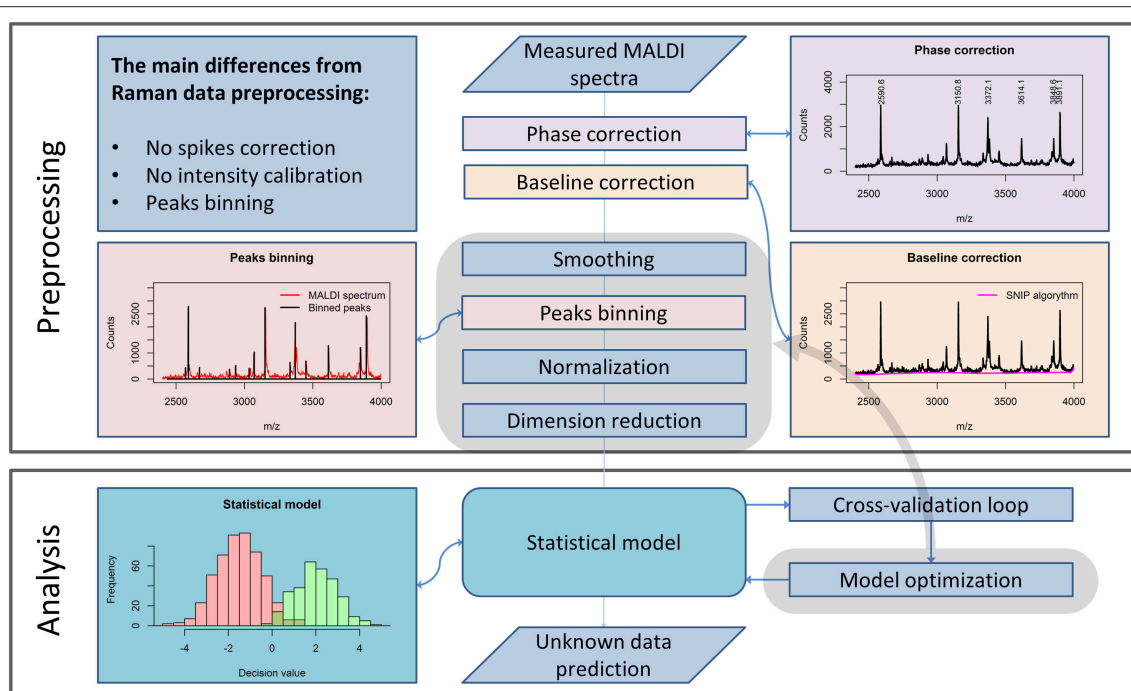 Preprocessing
The main differences from
Raman data preprocessing:
• No spikes correction
• No intensity calibration
• Peaks binning
Measured MALDI
spectra
Phase correction
Baseline correction
Smoothing
Peaks binning
Normalization
Dimension reduction
Phase correction
2590.6
3150.8
3372.1
3614.1
3848.6
3891.1
Counts
4000
2000
0
2500 3000 3500 4000
m/z
Peaks binning
MALDI spectrum
Binned peaks
Counts
2500
1000
0
2500 3000 3500 4000
m/z
Baseline correction
SNIP algorythm
Counts
2500
1000
0
2500 3000 3500 4000
m/z
Analysis
Statistical model
Frequency
60
20
0
-4 -2 0 2 4
Decision value
Statistical model
Cross-validation loop
Model optimization
Unknown data
prediction